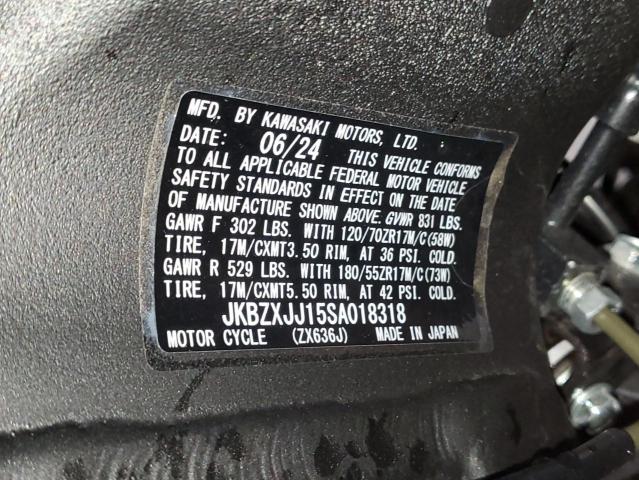 MFD. BY KAWASAKI MOTORS, LTD.
DATE: 06/24 THIS VEHICLE CONFORMS
TO ALL APPLICABLE FEDERAL MOTOR VEHICLE
SAFETY STANDARDS IN EFFECT ON THE DATE
OF MANUFACTURE SHOWN ABOVE. GVWR 831 LBS.
GAWR F 302 LBS. WITH 120/70ZR17M/C(58W)
TIRE, 17M/CXMT3.50 RIM, AT 36 PSI. COLD.
GAWR R 529 LBS. WITH 180/55ZR17M/C(73W)
TIRE, 17M/CXMT5.50 RIM, AT 42 PSI. COLD.
JKBZXJJ15SA018318
MOTOR CYCLE (ZX636J) MADE IN JAPAN